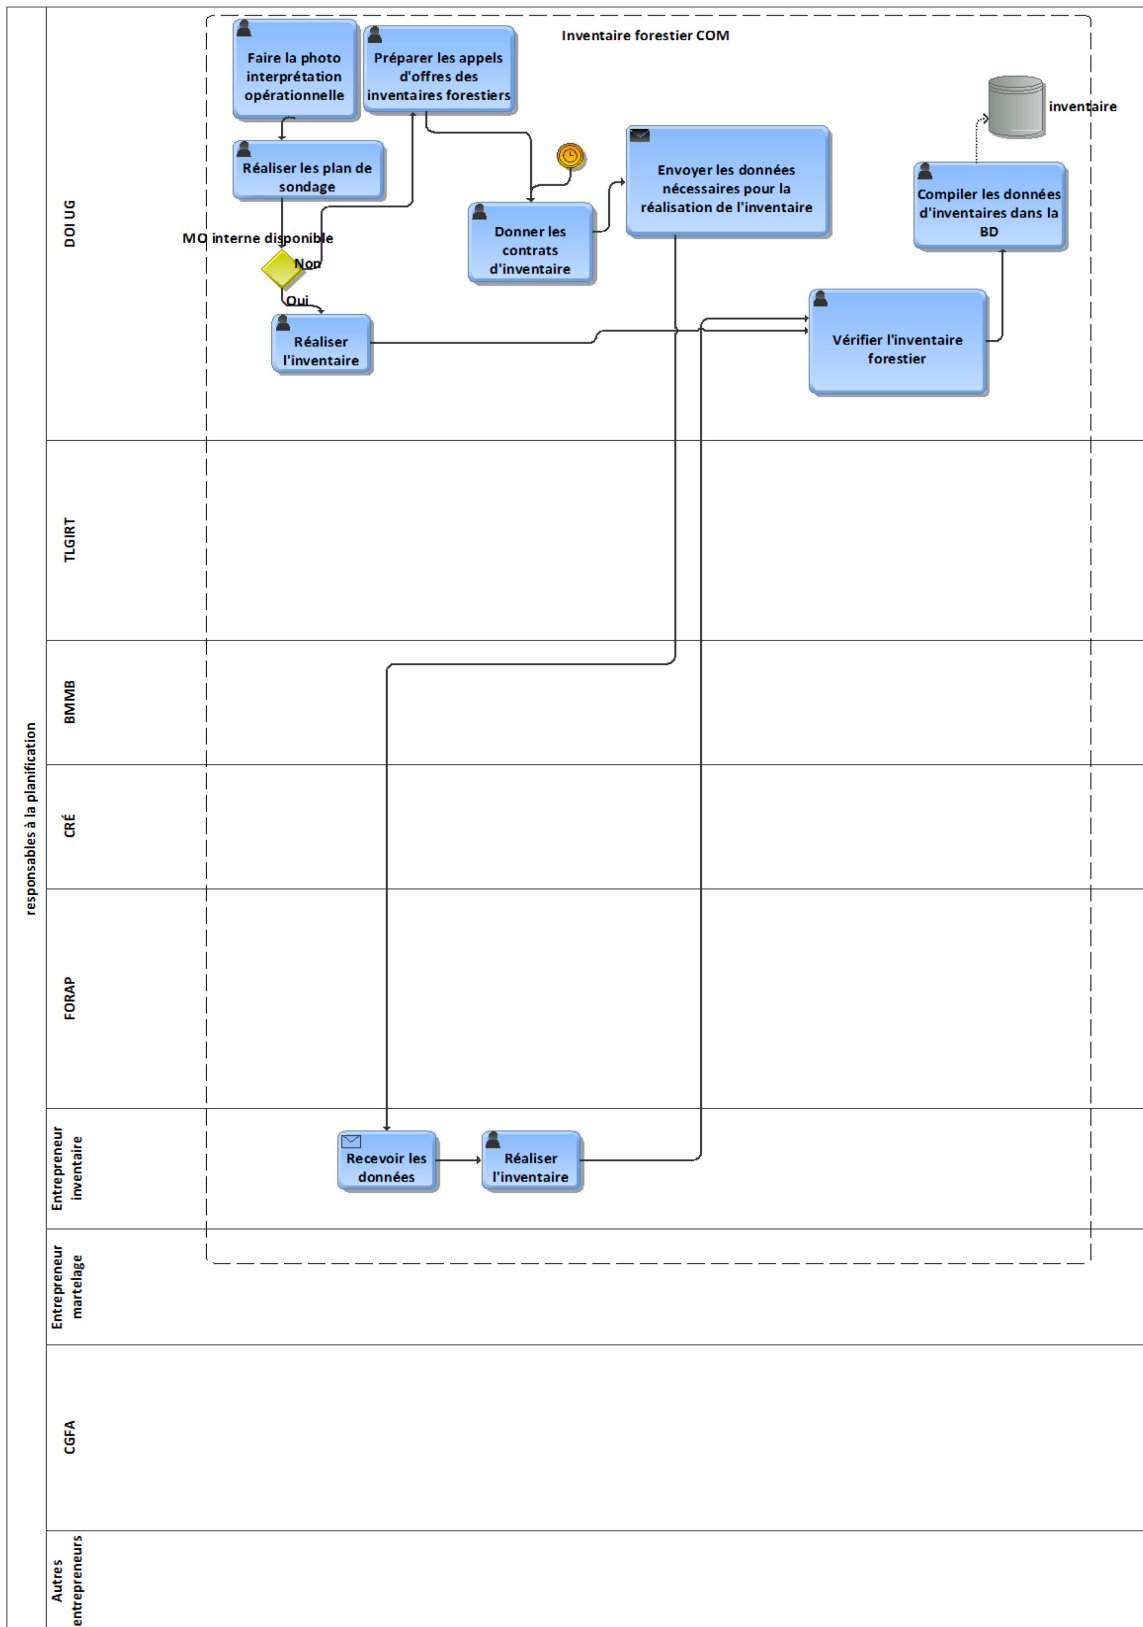 Inventaire forestier COM
Faire la photo
interprétation
opérationnelle
Préparer les appels
d'offres des
inventaires forestiers
inventaire
Réaliser les plan de
sondage
Envoyer les données
nécessaires pour la
réalisation de l'inventaire
Compiler les données
d'inventaires dans la
BD
Donner les
contrats
d'inventaire
MO interne disponible
Non
Oui
Réaliser
l'inventaire
Vérifier l'inventaire
forestier
DOI UG
TLGIRT
BMMB
CRÉ
responsables à la planification
FORAP
Entrepreneur
inventaire
Recevoir les
données
Réaliser
l'inventaire
Entrepreneur
martelage
CGFA
Autres
entrepreneurs